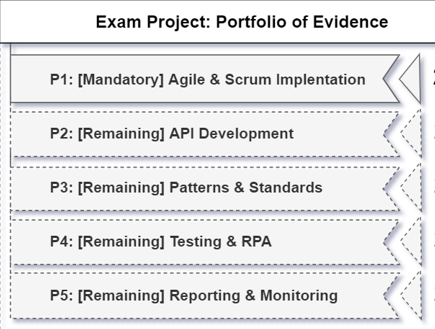 Exam Project: Portfolio of Evidence
P1: [Mandatory] Agile & Scrum Implentation
P2: [Remaining] API Development
P3: [Remaining] Patterns & Standards
P4: [Remaining] Testing & RPA
P5: [Remaining] Reporting & Monitoring